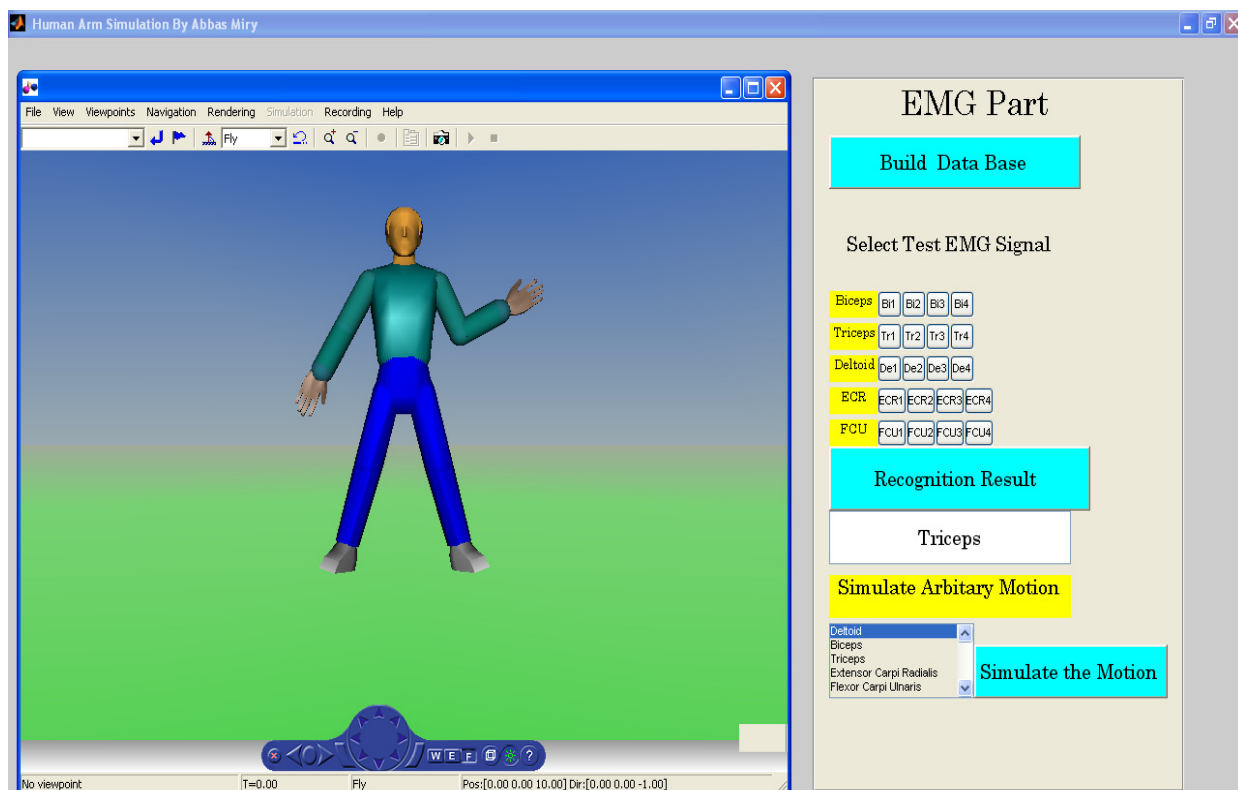 Human Arm Simulation By Abbas Miry
File View Viewpoints Navigation Rendering Simulation Recording Help
Fly
No viewpoint T=0.00 Fly Pos:[0.00 0.00 10.00] Dir:[0.00 0.00 -1.00]
W E F ?
EMG Part
Build Data Base
Select Test EMG Signal
Biceps Bi1 Bi2 Bi3 Bi4
Triceps Tr1 Tr2 Tr3 Tr4
Deltoid De1 De2 De3 De4
ECR ECR1 ECR2 ECR3 ECR4
FCU FCU1 FCU2 FCU3 FCU4
Recognition Result
Triceps
Simulate Arbitary Motion
Deltoid
Biceps
Triceps
Extensor Carpi Radialis
Flexor Carpi Ulnaris
Simulate the Motion